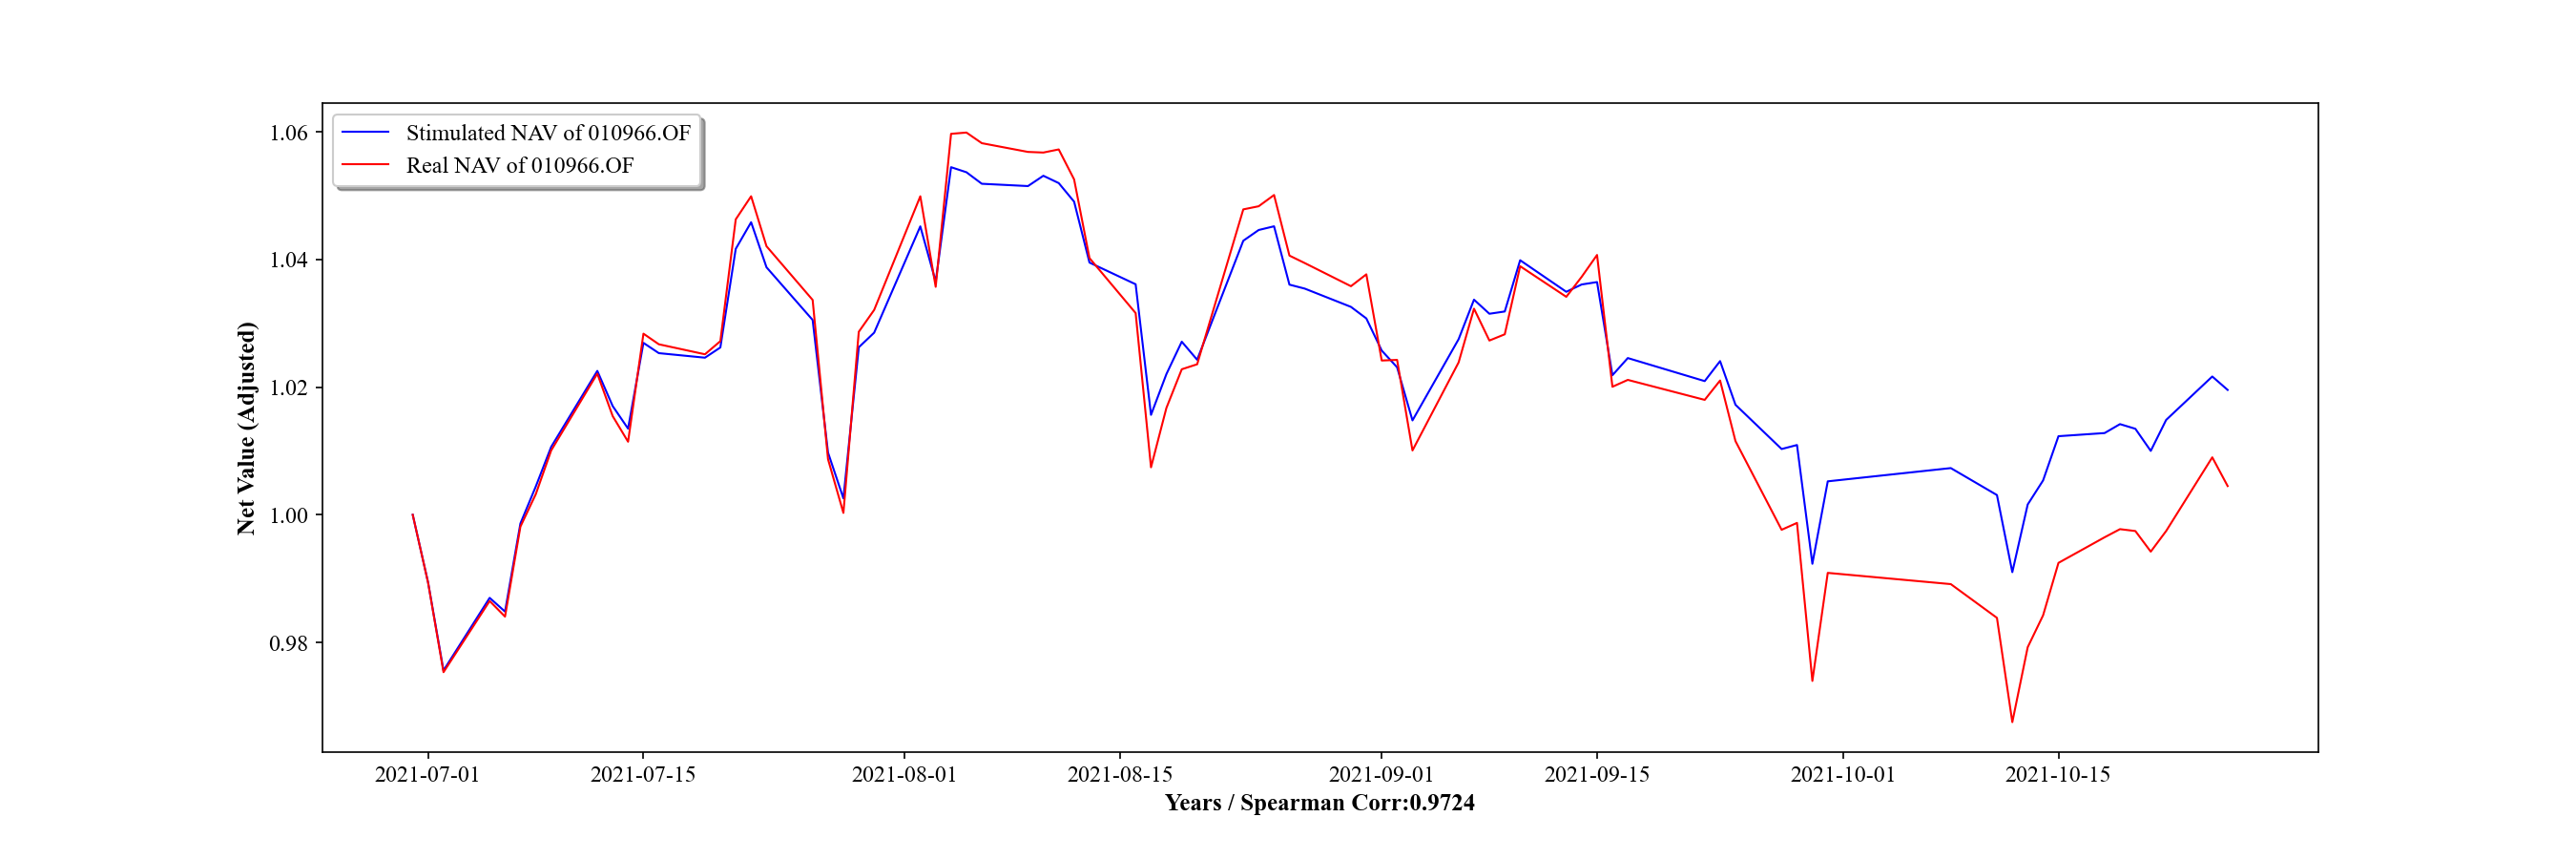 Stimulated NAV of 010966.OF
Real NAV of 010966.OF
Net Value (Adjusted)
1.06
1.04
1.02
1.00
0.98
2021-07-01 2021-07-15 2021-08-01 2021-08-15 2021-09-01 2021-09-15 2021-10-01 2021-10-15
Years / Spearman Corr:0.9724